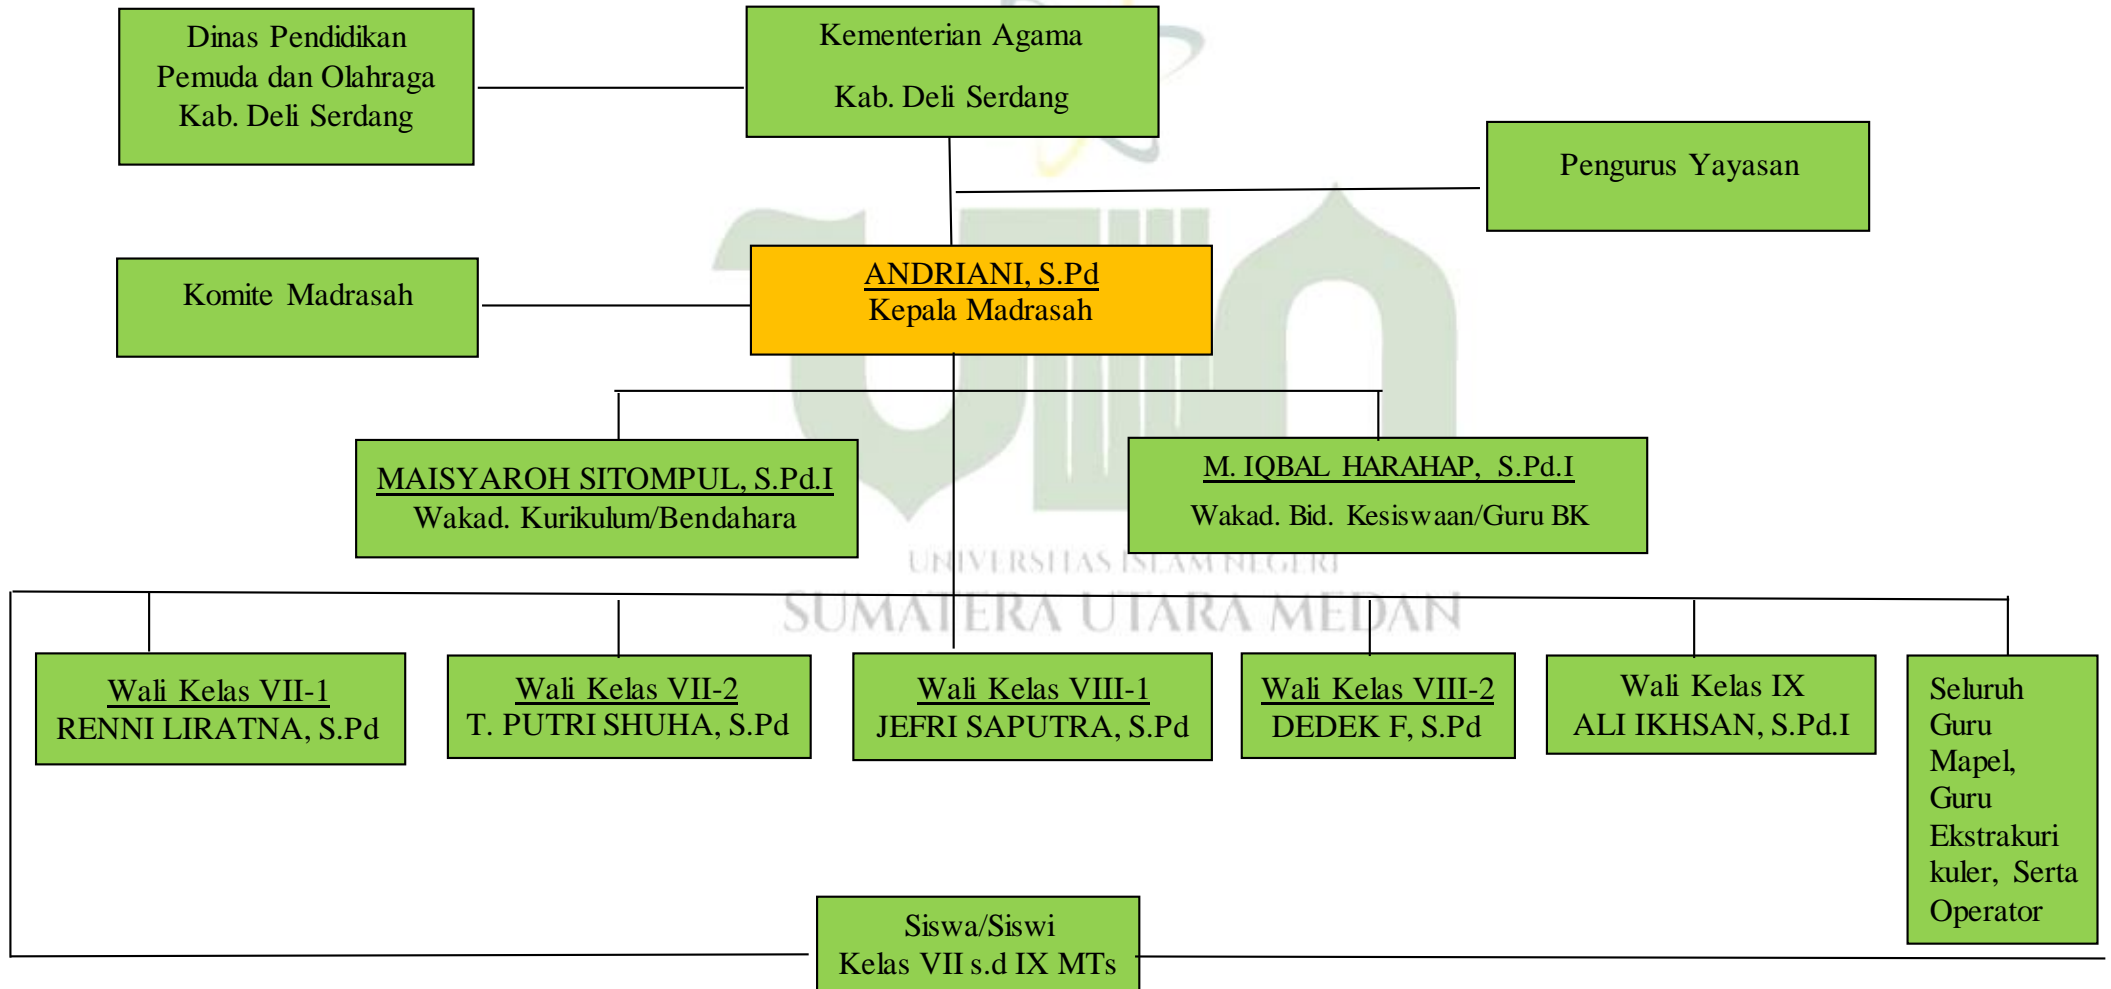 Dinas Pendidikan
Pemuda dan Olahraga
Kab. Deli Serdang
Kementerian Agama
Kab. Deli Serdang
Pengurus Yayasan
Komite Madrasah
ANDRIANI, S.Pd
Kepala Madrasah
MAISYAROH SITOMPUL, S.Pd.I
Wakad. Kurikulum/Bendahara
M. IQBAL HARAHAP, S.Pd.I
Wakad. Bid. Kesiswaan/Guru BK
UNIVERSITAS ISLAM NEGERI
SUMATERA UTARA MEDAN
Wali Kelas VII-1
RENNI LIRATNA, S.Pd
Wali Kelas VII-2
T. PUTRI SHUHA, S.Pd
Wali Kelas VIII-1
JEFRI SAPUTRA, S.Pd
Wali Kelas VIII-2
DEDEK F, S.Pd
Wali Kelas IX
ALI IKHSAN, S.Pd.I
Seluruh
Guru
Mapel,
Guru
Ekstrakuri
kuler, Serta
Operator
Siswa/Siswi
Kelas VII s.d IX MTs